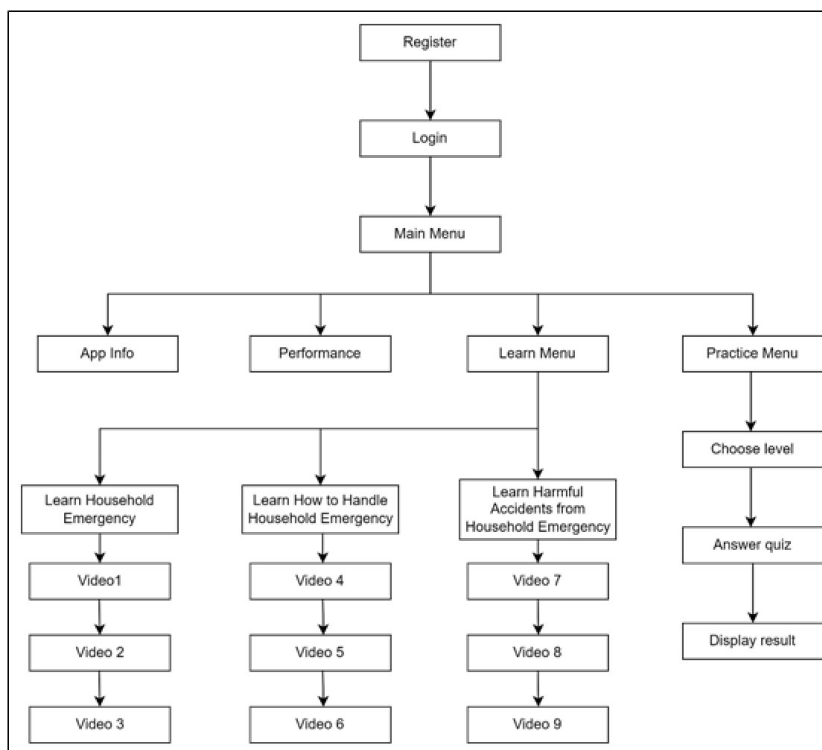 Register
Login
Main Menu
App Info
Performance
Learn Menu
Practice Menu
Choose level
Learn Household
Emergency
Learn How to Handle
Household Emergency
Learn Harmful
Accidents from
Household Emergency
Answer quiz
Video1
Video 4
Video 7
Display result
Video 2
Video 5
Video 8
Video 3
Video 6
Video 9